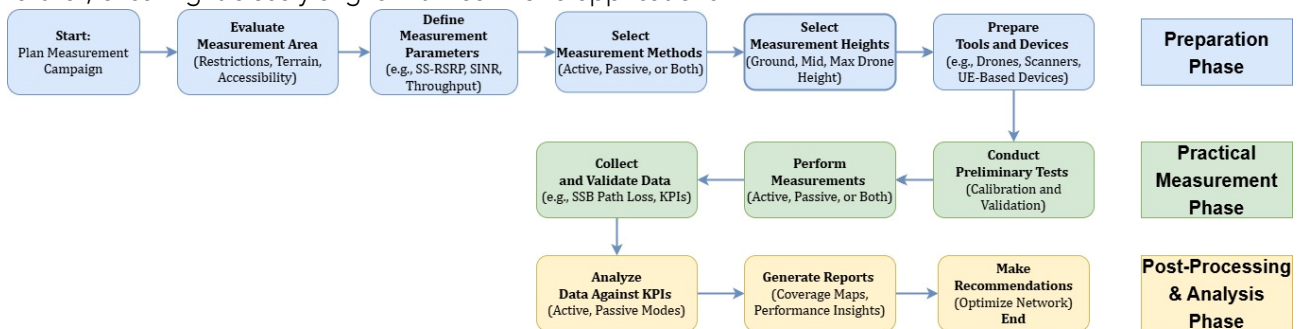 Start:
Plan Measurement
Campaign
Evaluate
Measurement Area
(Restrictions, Terrain,
Accessibility)
Define
Measurement
Parameters
(e.g., SS-RSRP, SINR,
Throughput)
Select
Measurement Methods
(Active, Passive, or Both)
Select
Measurement Heights
(Ground, Mid, Max Drone
Height)
Prepare
Tools and Devices
(e.g., Drones, Scanners,
UE-Based Devices)
Preparation
Phase
Conduct
Preliminary Tests
(Calibration and
Validation)
Perform
Measurements
(Active, Passive, or Both)
Collect
and Validate Data
(e.g., SSB Path Loss, KPIs)
Practical
Measurement
Phase
Analyze
Data Against KPIs
(Active, Passive Modes)
Generate Reports
(Coverage Maps,
Performance Insights)
Make
Recommendations
(Optimize Network)
End
Post-Processing
& Analysis
Phase